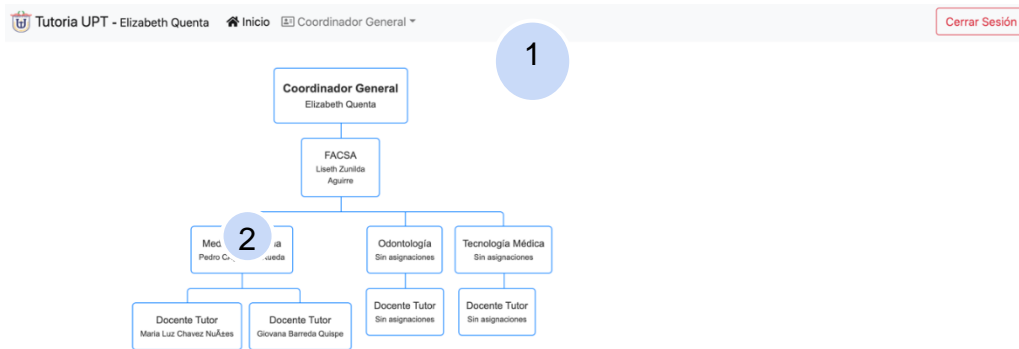 Tutoria UPT - Elizabeth Quenta Inicio Coordinador General Cerrar Sesión
1
Coordinador General
Elizabeth Quenta
FACSA
Liseth Zunilda
Aguirre
2
Pedro
Odontología
Sin asignaciones
Tecnología Médica
Sin asignaciones
Docente Tutor
Maria Luz Chavez NuÃ±es
Docente Tutor
Giovana Barreda Quispe
Docente Tutor
Sin asignaciones
Docente Tutor
Sin asignaciones